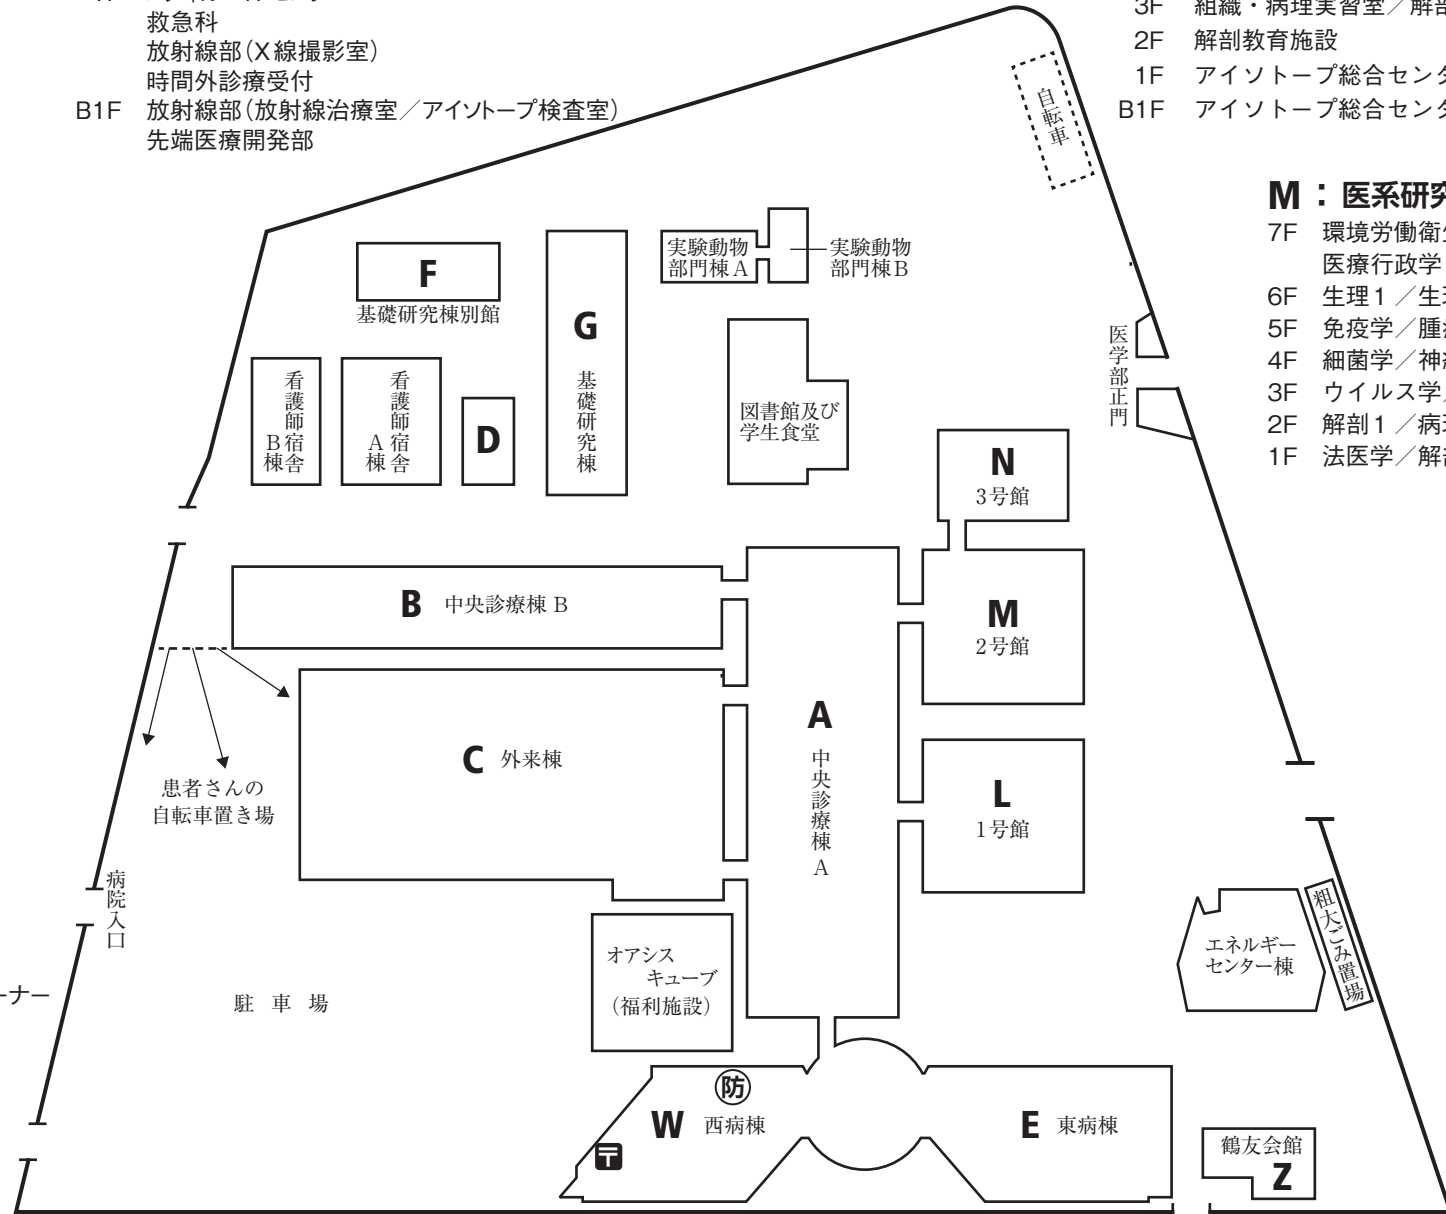 救急科
放射線部(X線撮影室)
時間外診療受付
B1F 放射線部(放射線治療室／アイソトープ検査室)
先端医療開発部
3F 組織・病理実習室／解剖
2F 解剖教育施設
1F アイソトープ総合センタ
B1F アイソトープ総合センタ
M：医系研究
7F 環境労働衛生
医療行政学
6F 生理1／生理
5F 免疫学／腫瘍
4F 細菌学／神経
3F ウイルス学／
2F 解剖1／病理
1F 法医学／解剖
自転車
実験動物
部門棟A
実験動物
部門棟B
F
基礎研究棟別館
G
基礎研究棟
看護師宿舎
B棟
看護師宿舎
A棟
D
図書館及び
学生食堂
医学部正門
N
3号館
B 中央診療棟 B
M
2号館
A
中央診療棟 A
C 外来棟
L
1号館
患者さんの
自転車置き場
病院入口
オアシス
キューブ
(福利施設)
エネルギー
センター棟
粗大ごみ置場
ーナー
駐 車 場
防
W 西病棟
〒
E 東病棟
鶴友会館
Z